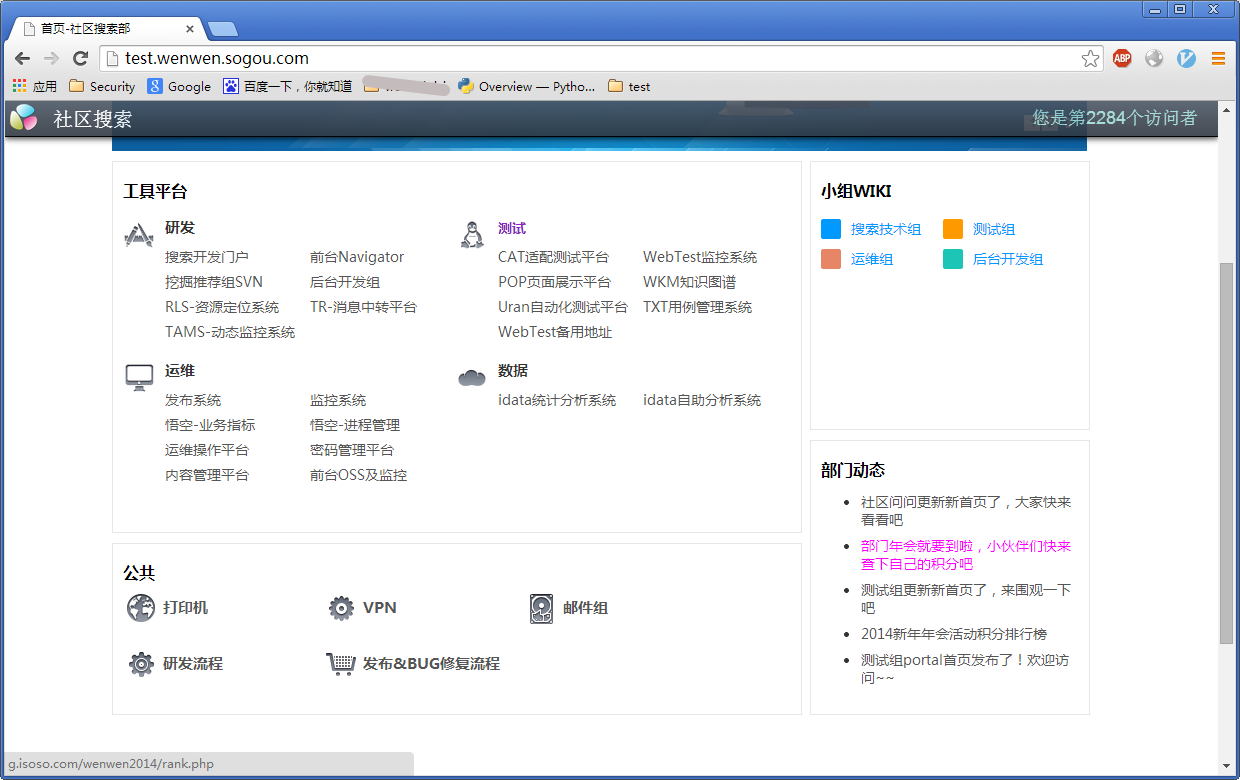 首页-社区搜索部
test.wenwen.sogou.com
ABP
应用 Security Google 百度一下，你就知道 Overview — Pytho... test
社区搜索
您是第2284个访问者
工具平台
研发
搜索开发门户 前台Navigator
挖掘推荐组SVN 后台开发组
RLS-资源定位系统 TR-消息中转平台
TAMS-动态监控系统
测试
CAT适配测试平台 WebTest监控系统
POP页面展示平台 WKM知识图谱
Uran自动化测试平台 TXT用例管理系统
WebTest备用地址
运维
发布系统 监控系统
悟空-业务指标 悟空-进程管理
运维操作平台 密码管理平台
内容管理平台 前台OSS及监控
数据
idata统计分析系统 idata自助分析系统
公共
打印机 VPN 邮件组
研发流程 发布&BUG修复流程
小组WIKI
搜索技术组 测试组
运维组 后台开发组
部门动态
社区问问更新新首页了，大家快来
看看吧
部门年会就要到啦，小伙伴们快来
查下自己的积分吧
测试组更新新首页了，来围观一下
吧
2014新年年会活动积分排行榜
测试组portal首页发布了！欢迎访
问~~
g.isoso.com/wenwen2014/rank.php